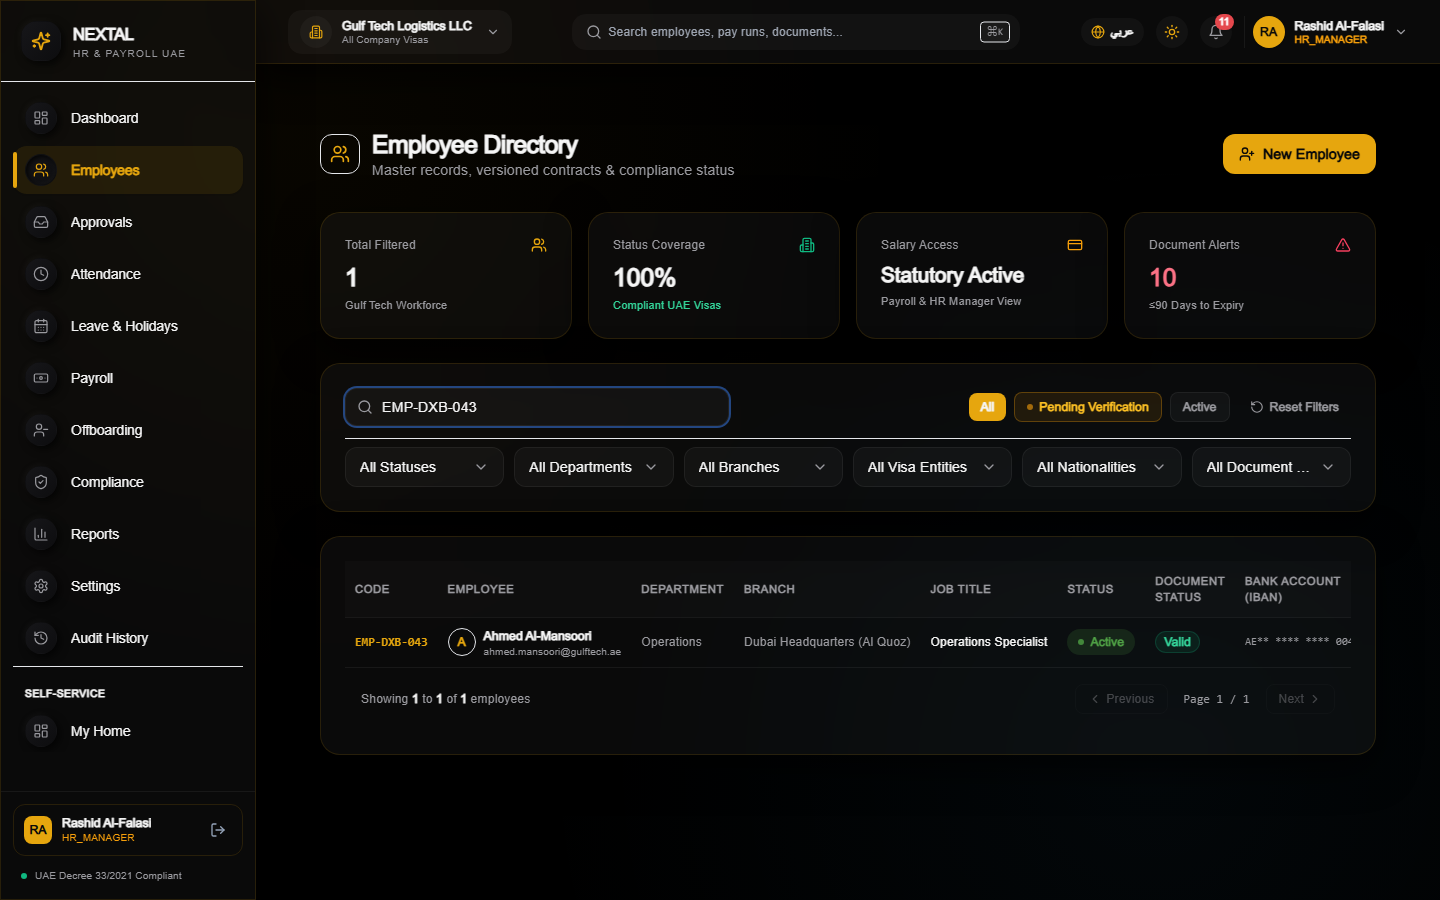 NEXTAL
HR & PAYROLL UAE
Gulf Tech Logistics LLC
All Company Visas
Search employees, pay runs, documents...
⌘K
عربي
11
RA
Rashid Al-Falasi
HR_MANAGER
Dashboard
Employees
Approvals
Attendance
Leave & Holidays
Payroll
Offboarding
Compliance
Reports
Settings
Audit History
SELF-SERVICE
My Home
RA
Rashid Al-Falasi
HR_MANAGER
UAE Decree 33/2021 Compliant
Employee Directory
Master records, versioned contracts & compliance status
New Employee
Total Filtered
1
Gulf Tech Workforce
Status Coverage
100%
Compliant UAE Visas
Salary Access
Statutory Active
Payroll & HR Manager View
Document Alerts
10
≤90 Days to Expiry
EMP-DXB-043
All
Pending Verification
Active
Reset Filters
All Statuses
All Departments
All Branches
All Visa Entities
All Nationalities
All Document ...
CODE EMPLOYEE DEPARTMENT BRANCH JOB TITLE STATUS DOCUMENT STATUS BANK ACCOUNT (IBAN)
EMP-DXB-043 A Ahmed Al-Mansoori Operations Dubai Headquarters (Al Quoz) Operations Specialist Active Valid AE** **** **** 004
ahmed.mansoori@gulftech.ae
Showing 1 to 1 of 1 employees
Previous
Page 1 / 1
Next